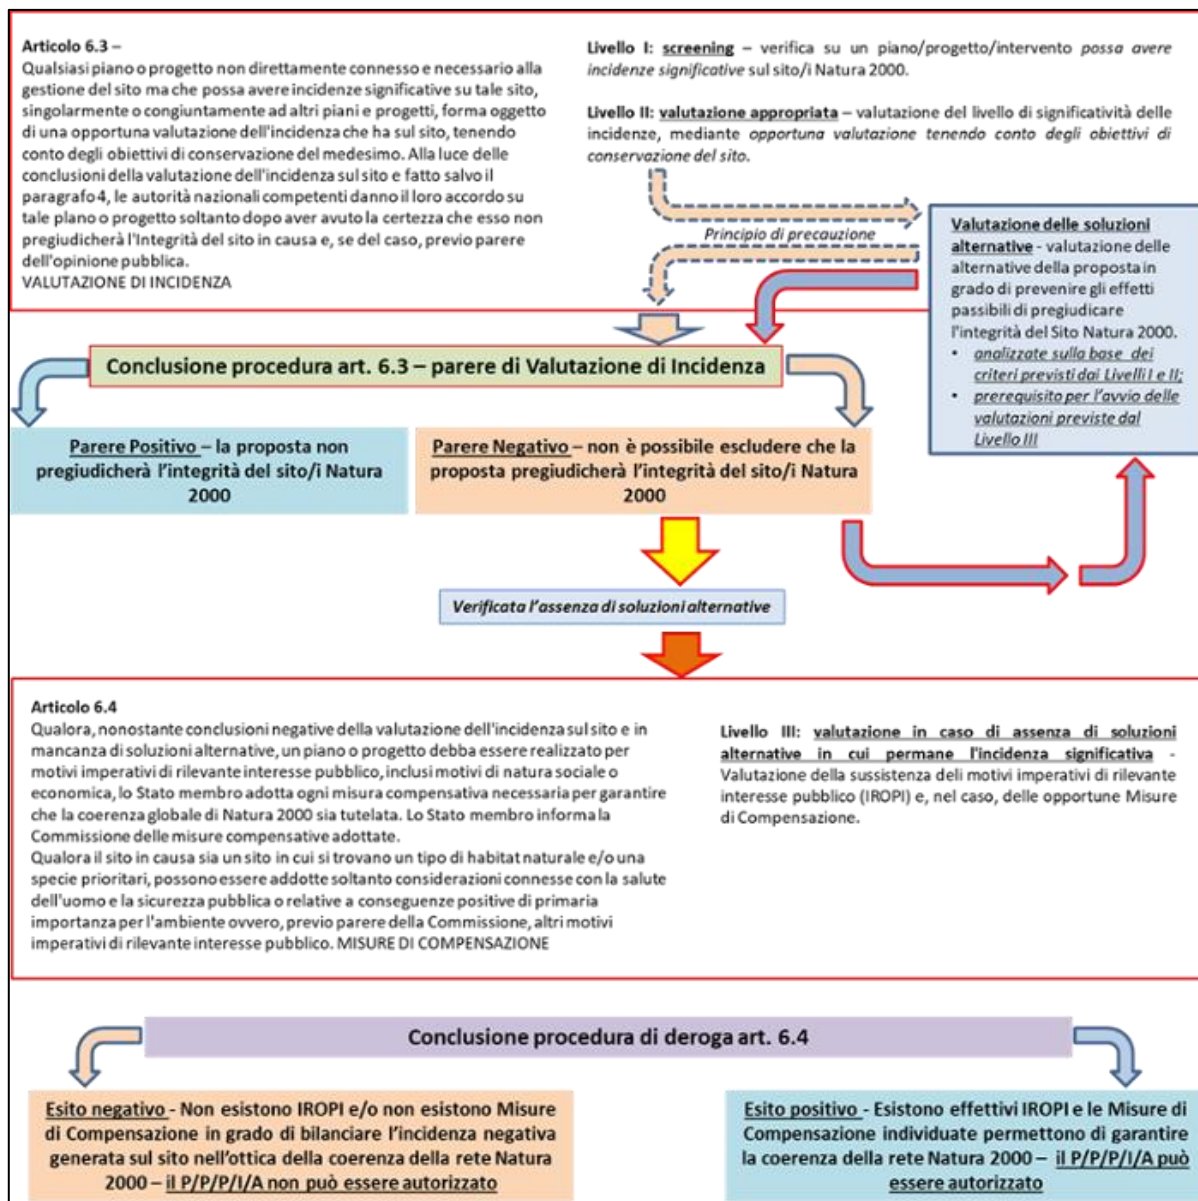 Articolo 6.3 –
Qualsiasi piano o progetto non direttamente connesso e necessario alla
gestione del sito ma che possa avere incidenze significative su tale sito,
singolarmente o congiuntamente ad altri piani e progetti, forma oggetto
di una opportuna valutazione dell'incidenza che ha sul sito, tenendo
conto degli obiettivi di conservazione del medesimo. Alla luce delle
conclusioni della valutazione dell'incidenza sul sito e fatto salvo il
paragrafo 4, le autorità nazionali competenti danno il loro accordo su
tale piano o progetto soltanto dopo aver avuto la certezza che esso non
pregiudicherà l'Integrità del sito in causa e, se del caso, previo parere
dell'opinione pubblica.
VALUTAZIONE DI INCIDENZA
Livello I: screening – verifica su un piano/progetto/intervento possa avere
incidenze significative sul sito/i Natura 2000.
Livello II: valutazione appropriata – valutazione del livello di significatività delle
incidenze, mediante opportuna valutazione tenendo conto degli obiettivi di
conservazione del sito.
Principio di precauzione
Valutazione delle soluzioni
alternative - valutazione delle
alternative della proposta in
grado di prevenire gli effetti
passibili di pregiudicare
l'integrità del Sito Natura 2000.
• analizzate sulla base dei
criteri previsti dai Livelli I e II;
• prerequisito per l'avvio delle
valutazioni previste dal
Livello III
Conclusione procedura art. 6.3 – parere di Valutazione di Incidenza
Parere Positivo – la proposta non
pregiudicherà l'integrità del sito/i Natura
2000
Parere Negativo – non è possibile escludere che la
proposta pregiudicherà l'integrità del sito/i Natura
2000
Verificata l'assenza di soluzioni alternative
Articolo 6.4
Qualora, nonostante conclusioni negative della valutazione dell'incidenza sul sito e in
mancanza di soluzioni alternative, un piano o progetto debba essere realizzato per
motivi imperativi di rilevante interesse pubblico, inclusi motivi di natura sociale o
economica, lo Stato membro adotta ogni misura compensativa necessaria per garantire
che la coerenza globale di Natura 2000 sia tutelata. Lo Stato membro informa la
Commissione delle misure compensative adottate.
Qualora il sito in causa sia un sito in cui si trovano un tipo di habitat naturale e/o una
specie prioritari, possono essere addotte soltanto considerazioni connesse con la salute
dell'uomo e la sicurezza pubblica o relative a conseguenze positive di primaria
importanza per l'ambiente ovvero, previo parere della Commissione, altri motivi
imperativi di rilevante interesse pubblico. MISURE DI COMPENSAZIONE
Livello III: valutazione in caso di assenza di soluzioni
alternative in cui permane l'incidenza significativa -
Valutazione della sussistenza deli motivi imperativi di rilevante
interesse pubblico (IROPI) e, nel caso, delle opportune Misure
di Compensazione.
Conclusione procedura di deroga art. 6.4
Esito negativo - Non esistono IROPI e/o non esistono Misure
di Compensazione in grado di bilanciare l'incidenza negativa
generata sul sito nell'ottica della coerenza della rete Natura
2000 – il P/P/P/I/A non può essere autorizzato
Esito positivo - Esistono effettivi IROPI e le Misure di
Compensazione individuate permettono di garantire
la coerenza della rete Natura 2000 – il P/P/P/I/A può
essere autorizzato